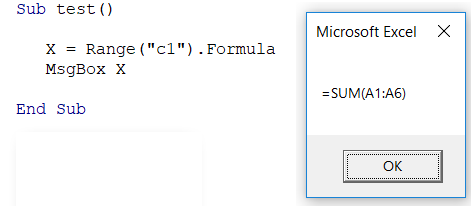 Sub test()
X = Range("c1").Formula
MsgBox X
End Sub
Microsoft Excel
=SUM(A1:A6)
OK